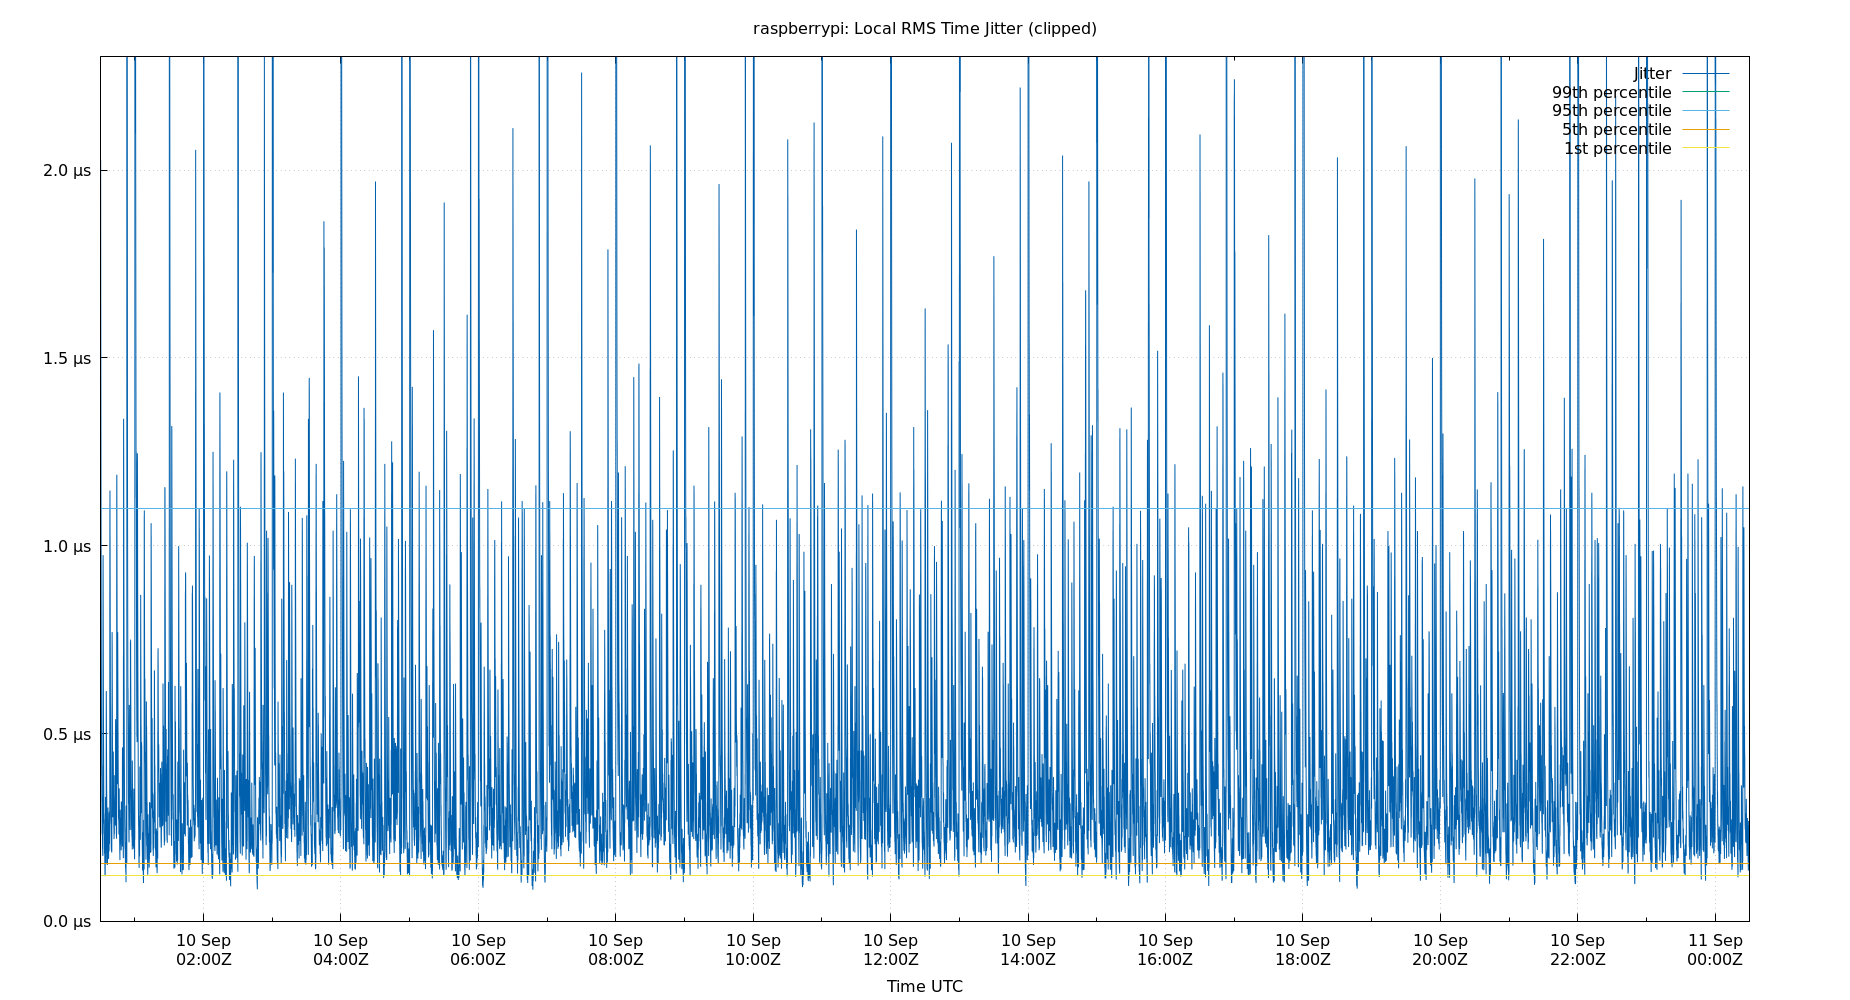 raspberrypi: Local RMS Time Jitter (clipped)
Jitter
99th percentile
95th percentile
5th percentile
1st percentile
2.0 µs
1.5 µs
1.0 µs
0.5 µs
0.0 µs
10 Sep 10 Sep 10 Sep 10 Sep 10 Sep 10 Sep 10 Sep 10 Sep 10 Sep 10 Sep 10 Sep 11 Sep
02:00Z 04:00Z 06:00Z 08:00Z 10:00Z 12:00Z 14:00Z 16:00Z 18:00Z 20:00Z 22:00Z 00:00Z
Time UTC